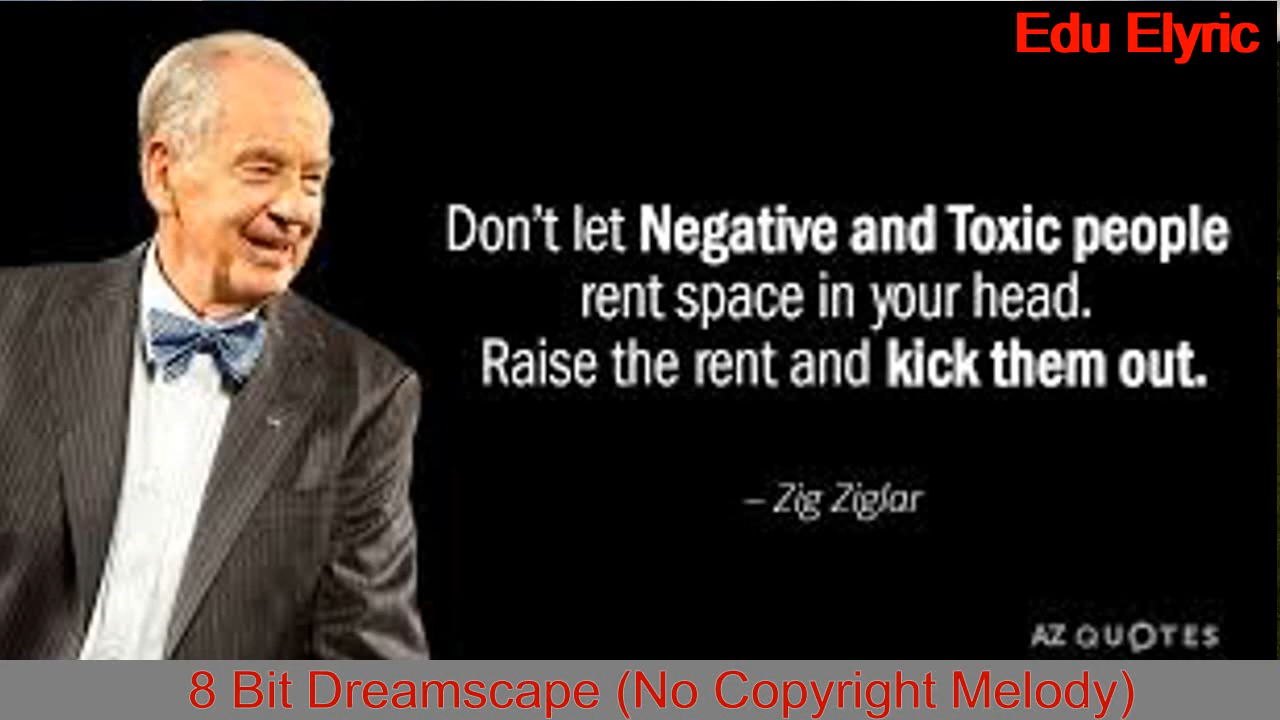 Edu Elyric
Don't let Negative and Toxic people
rent space in your head.
Raise the rent and kick them out.
– Zig Ziglar
AZ QUOTES
8 Bit Dreamscape (No Copyright Melody)